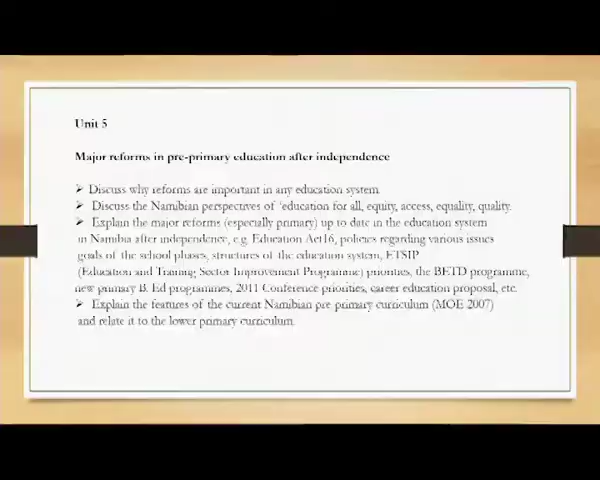 Unit 5
Major reforms in pre-primary education after independence
➢ Discuss why reforms are important in any education system.
➢ Discuss the Namibian perspectives of 'education for all, equity, access, equality, quality.
➢ Explain the major reforms (especially primary) up to date in the education system
in Namibia after independence, e.g. Education Act16, policies regarding various issues
goals of the school phases, structures of the education system, ETSIP
(Education and Training Sector Improvement Programme) priorities, the BETD programme,
new primary B. Ed programmes, 2011 Conference priorities, career education proposal, etc.
➢ Explain the features of the current Namibian pre primary curriculum (MOE 2007)
and relate it to the lower primary curriculum.